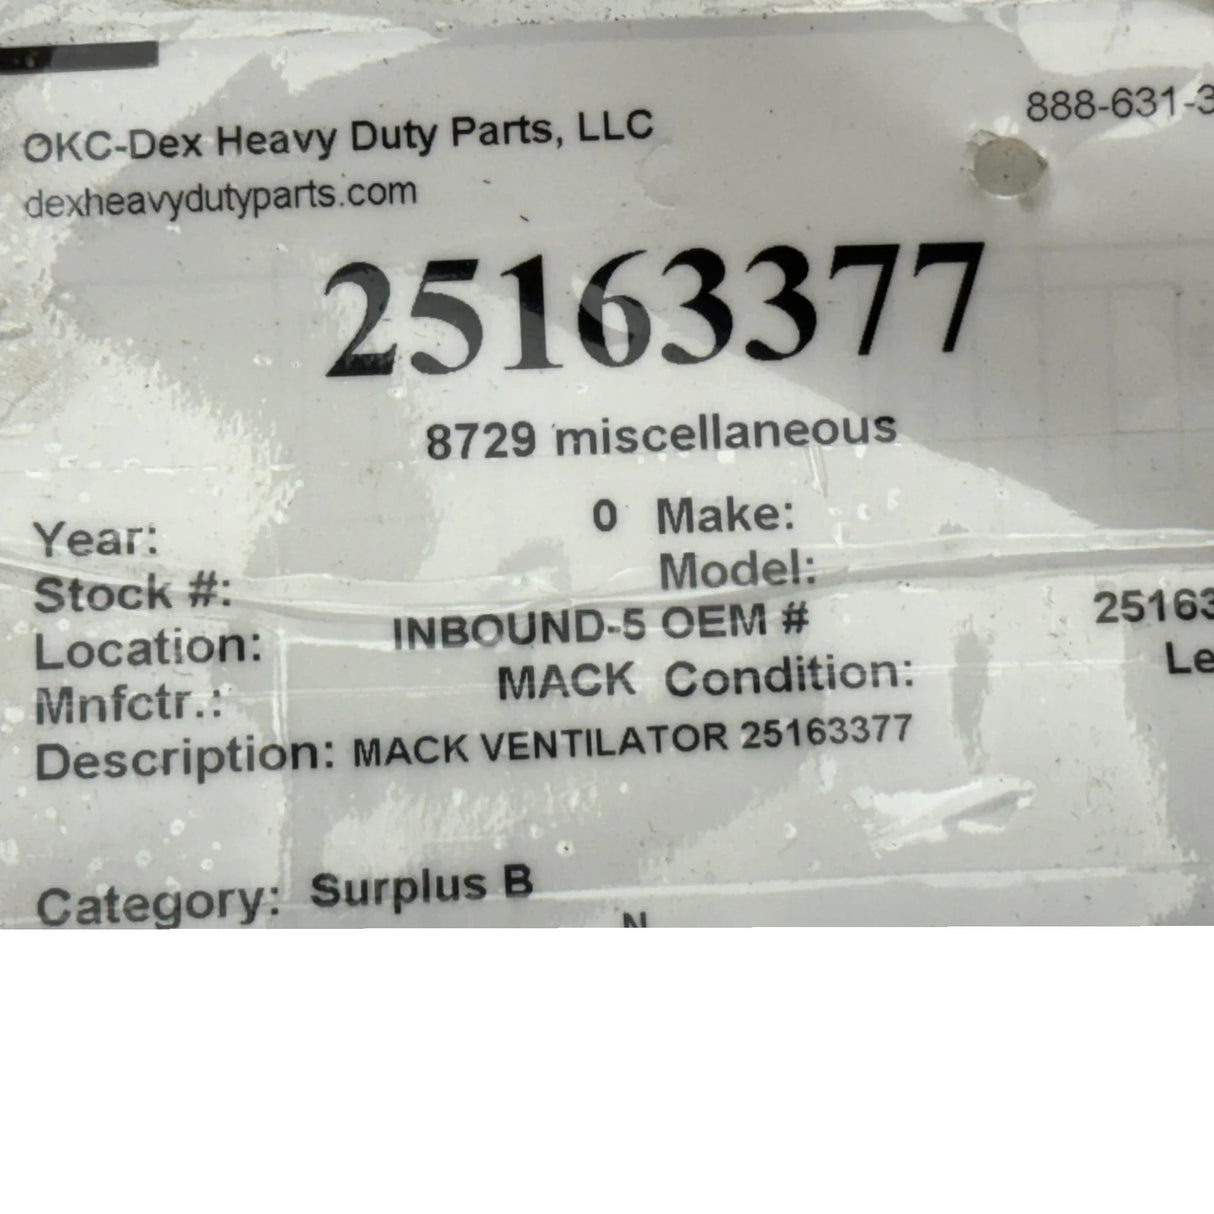 OKC-Dex Heavy Duty Parts, LLC 888-631-3
dexheavydutyparts.com
25163377
8729 miscellaneous
Year: 0 Make:
Stock #: Model:
Location: INBOUND-5 OEM # 25163
Mnfctr.: MACK Condition: Le
Description: MACK VENTILATOR 25163377
Category: Surplus B
N